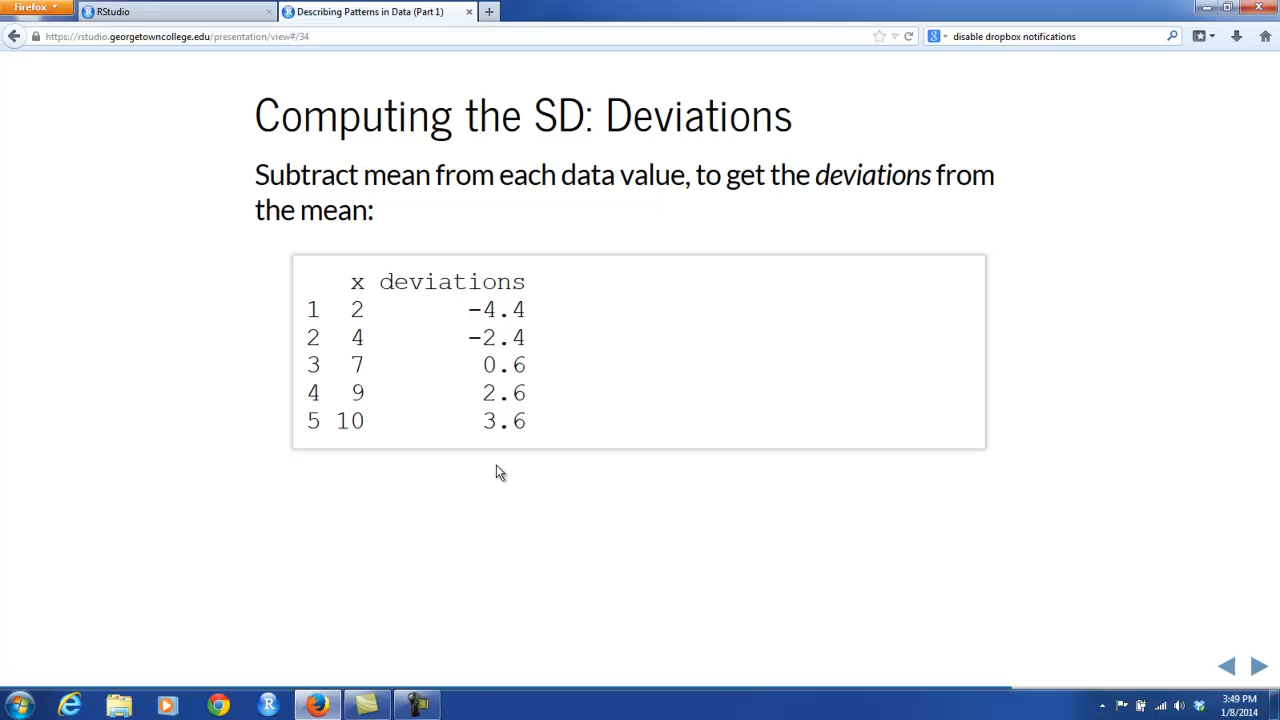 Firefox
RStudio
Describing Patterns in Data (Part 1)
https://rstudio.georgetowncollege.edu/presentation/view#/34
disable dropbox notifications
Computing the SD: Deviations
Subtract mean from each data value, to get the deviations from
the mean:
x deviations
1 2 -4.4
2 4 -2.4
3 7 0.6
4 9 2.6
5 10 3.6
3:49 PM
1/8/2014